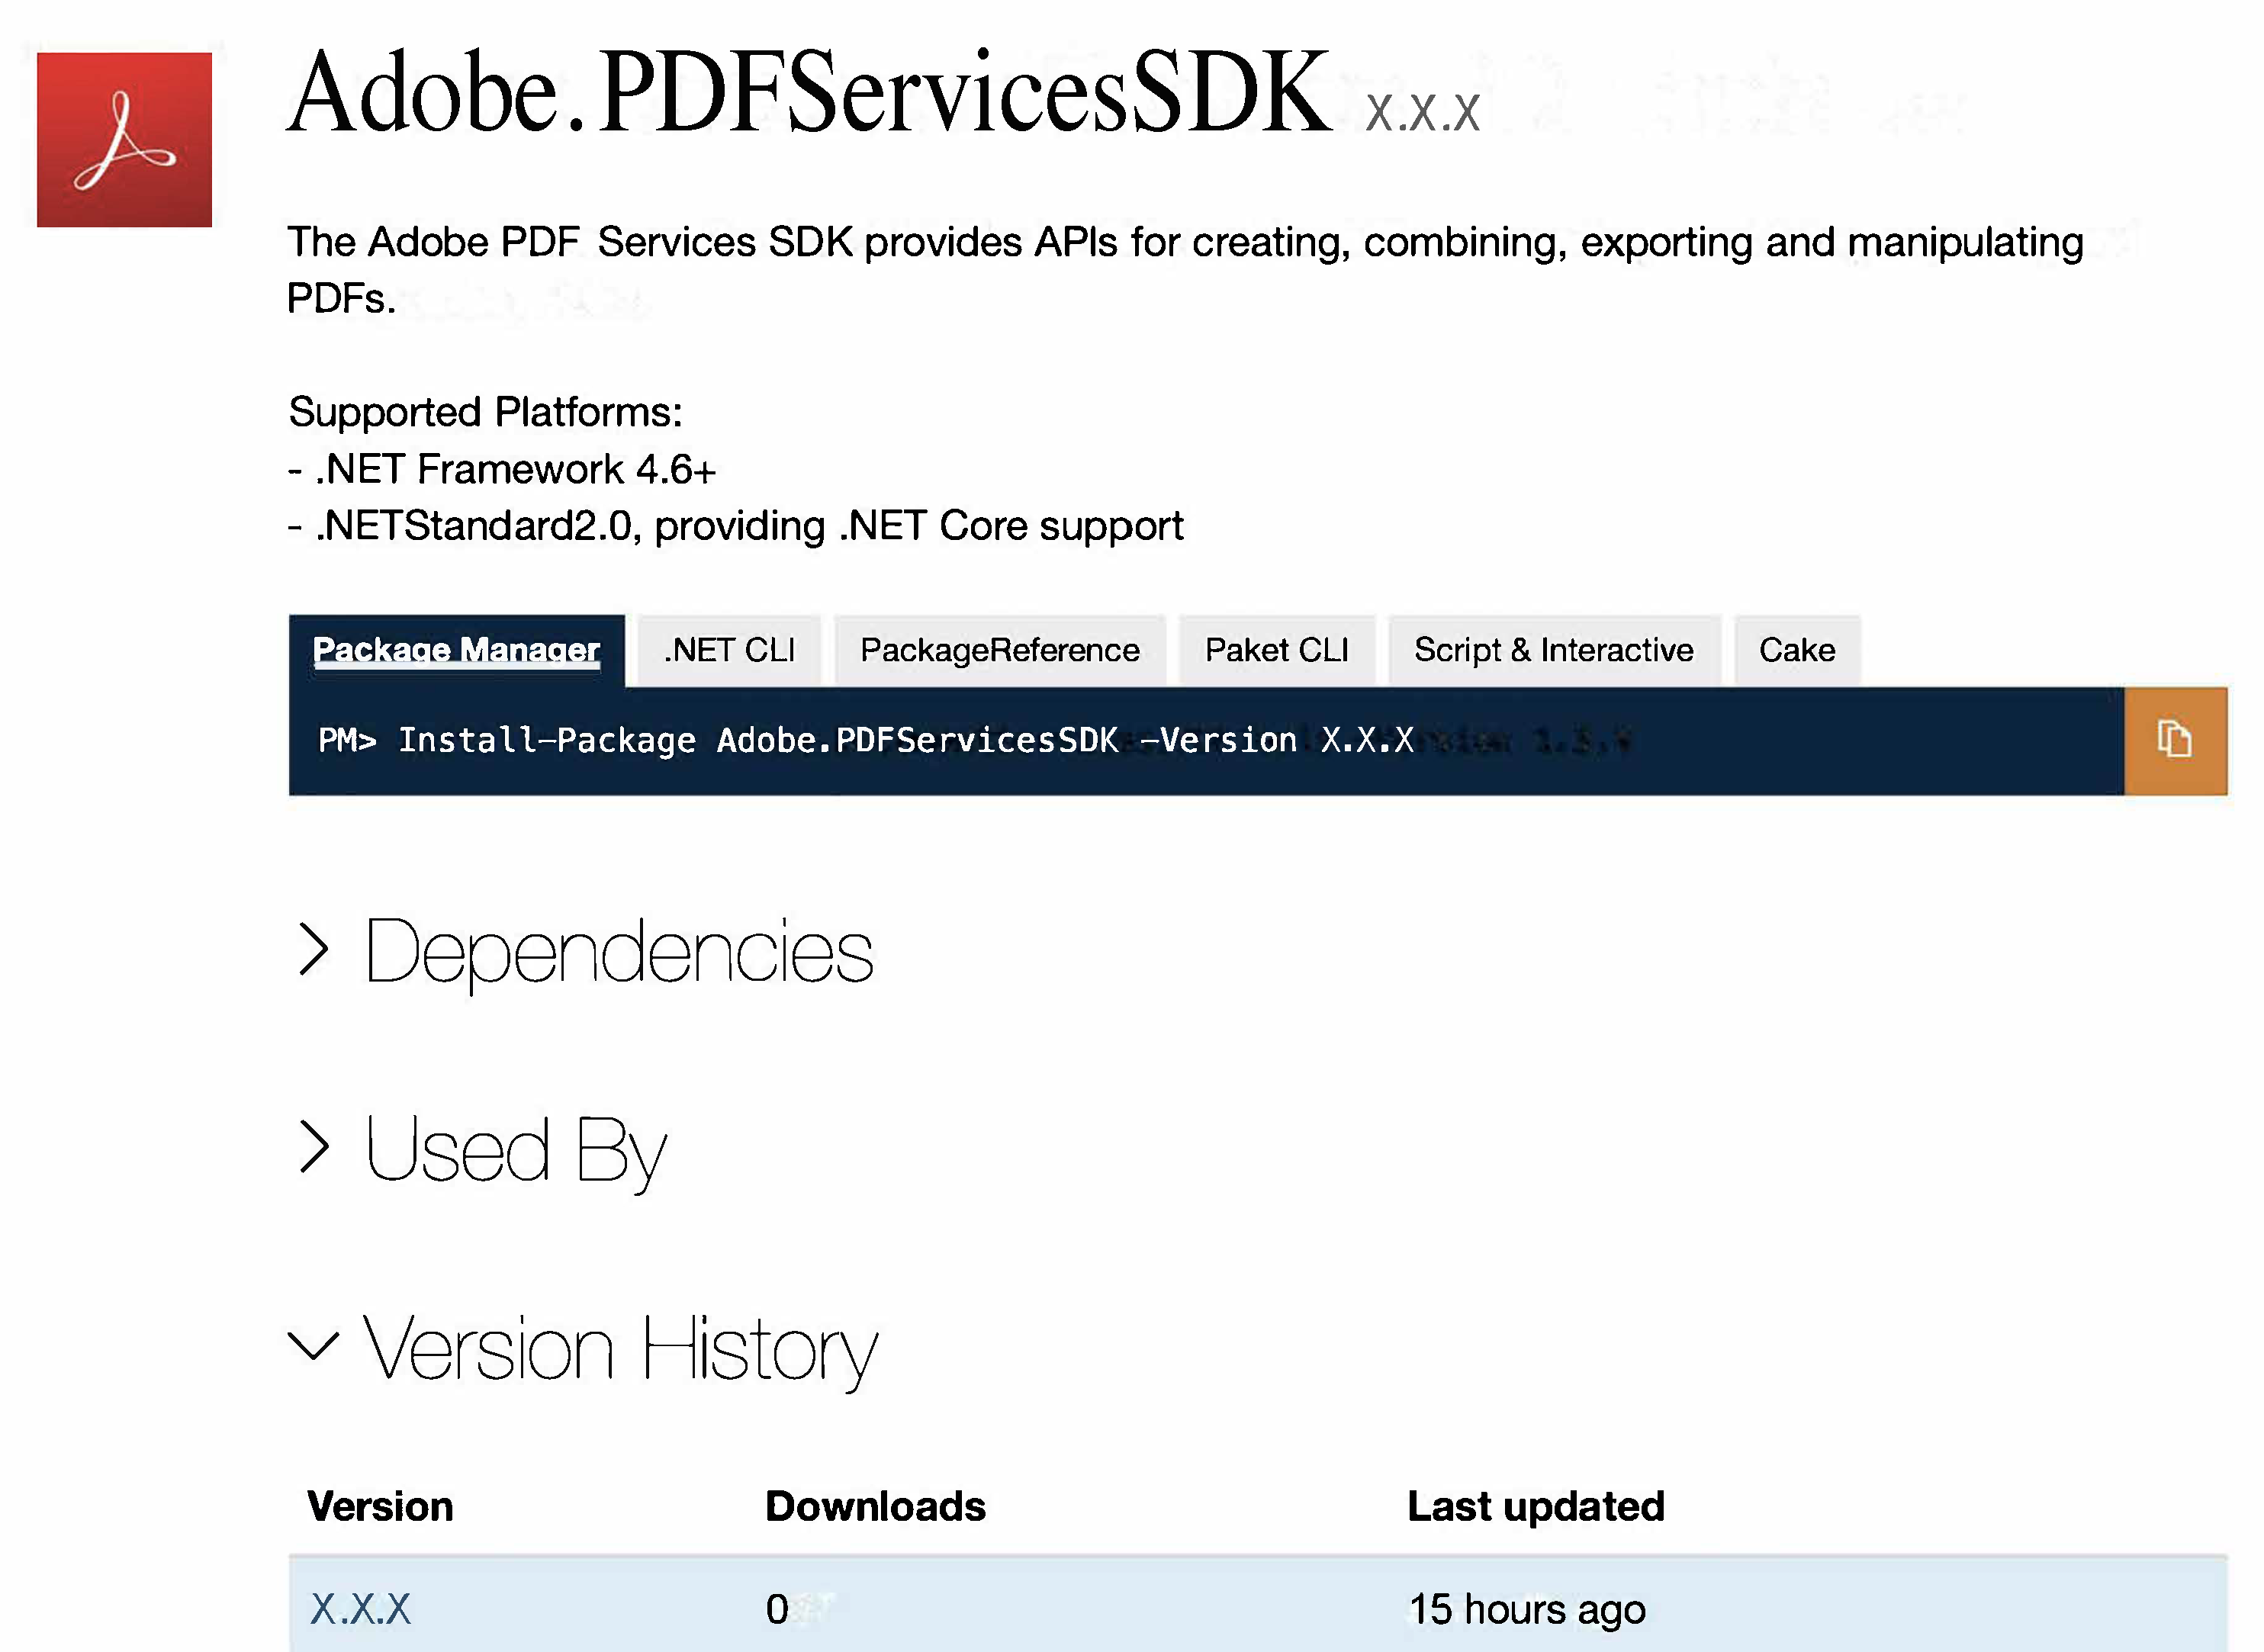 Adobe.PDFServicesSDK X.X.X
The Adobe PDF Services SDK provides APIs for creating, combining, exporting and manipulating
PDFs.
Supported Platforms:
- .NET Framework 4.6+
- .NETStandard2.0, providing .NET Core support
Package Manager .NET CLI PackageReference Paket CLI Script & Interactive Cake
PM> Install-Package Adobe.PDFServicesSDK -Version X.X.X
> Dependencies
> Used By
Version History
Version Downloads Last updated
X.X.X 0 15 hours ago